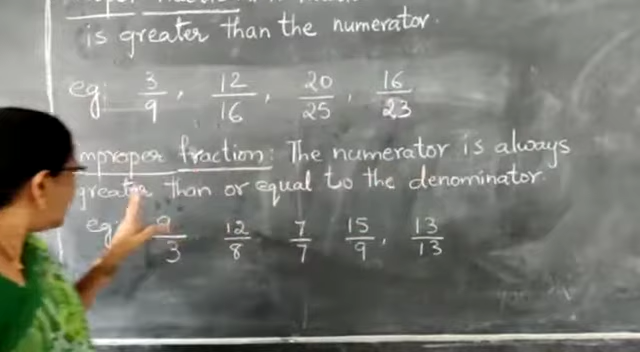 is greater than the numerator.
eg: 3/9, 12/16, 20/25, 16/23
mproper fraction: The numerator is always
greater than or equal to the denominator.
eg 9/3 12/8 7/7 15/9, 13/13